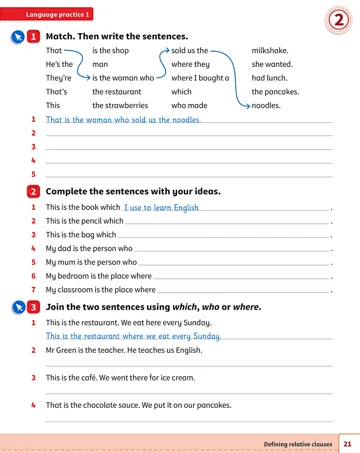 Language practice 1
2
1 Match. Then write the sentences.
That is the shop sold us the milkshake.
He's the man where they she wanted.
They're is the woman who where I bought a had lunch.
That's the restaurant which the pancakes.
This the strawberries who made noodles.
1 That is the woman who sold us the noodles.
2
3
4
5
2 Complete the sentences with your ideas.
1 This is the book which I use to learn English .
2 This is the pencil which .
3 This is the bag which .
4 My dad is the person who .
5 My mum is the person who .
6 My bedroom is the place where .
7 My classroom is the place where .
3 Join the two sentences using which, who or where.
1 This is the restaurant. We eat here every Sunday.
This is the restaurant where we eat every Sunday.
2 Mr Green is the teacher. He teaches us English.
3 This is the café. We went there for ice cream.
4 That is the chocolate sauce. We put it on our pancakes.
Defining relative clauses 21